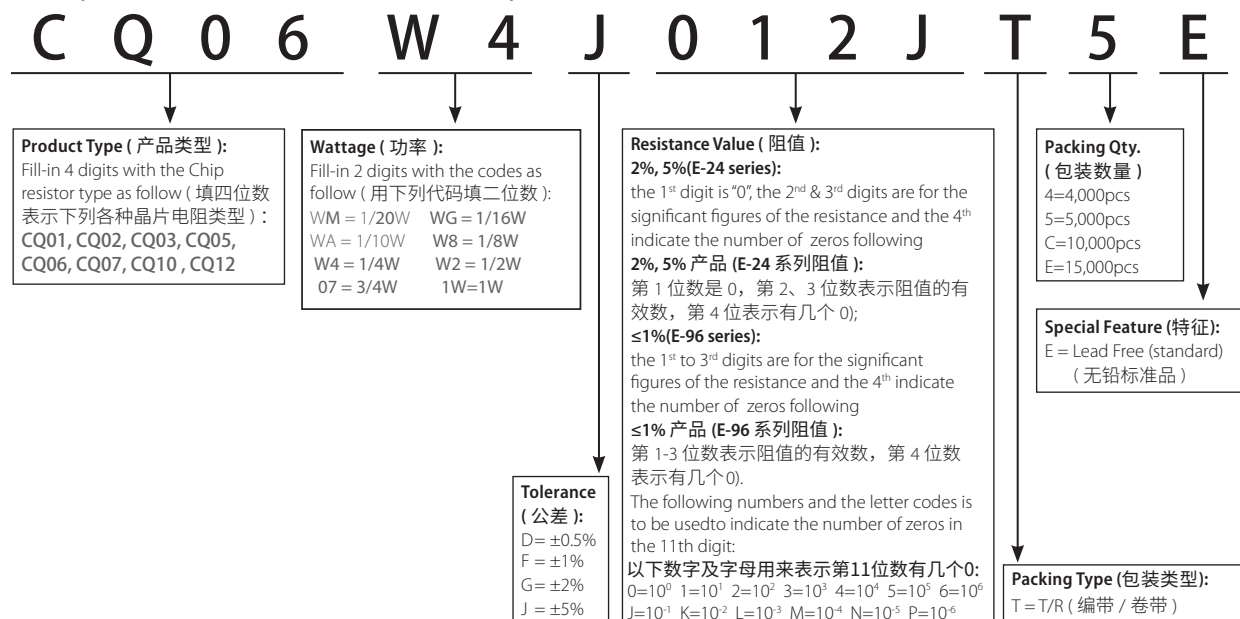 C Q 0 6 W 4 J 0 1 2 J T 5 E
Product Type ( 产品类型 ):
Fill-in 4 digits with the Chip
resistor type as follow ( 填四位数
表示下列各种晶片电阻类型 ) :
CQ01, CQ02, CQ03, CQ05,
CQ06, CQ07, CQ10 , CQ12
Wattage ( 功率 ):
Fill-in 2 digits with the codes as
follow ( 用下列代码填二位数 ):
WM = 1/20W WG = 1/16W
WA = 1/10W W8 = 1/8W
W4 = 1/4W W2 = 1/2W
07 = 3/4W 1W=1W
Tolerance
( 公差 ):
D= ±0.5%
F = ±1%
G= ±2%
J = ±5%
Resistance Value ( 阻值 ):
2%, 5%(E-24 series):
the 1st digit is “0”, the 2nd & 3rd digits are for the
significant figures of the resistance and the 4th
indicate the number of zeros following
2%, 5% 产品 (E-24 系列阻值 ):
第 1 位数是 0，第 2、3 位数表示阻值的有
效数，第 4 位表示有几个 0);
≤1%(E-96 series):
the 1st to 3rd digits are for the significant
figures of the resistance and the 4th indicate
the number of zeros following
≤1% 产品 (E-96 系列阻值 ):
第 1-3 位数表示阻值的有效数，第 4 位数
表示有几个0).
The following numbers and the letter codes is
to be usedto indicate the number of zeros in
the 11th digit:
以下数字及字母用来表示第11位数有几个0:
0=10⁰ 1=10¹ 2=10² 3=10³ 4=10⁴ 5=10⁵ 6=10⁶
J=10⁻¹ K=10⁻² L=10⁻³ M=10⁻⁴ N=10⁻⁵ P=10⁻⁶
Packing Type (包装类型):
T = T/R ( 编带 / 卷带 )
Packing Qty.
( 包装数量 )
4=4,000pcs
5=5,000pcs
C=10,000pcs
E=15,000pcs
Special Feature (特征):
E = Lead Free (standard)
( 无铅标准品 )